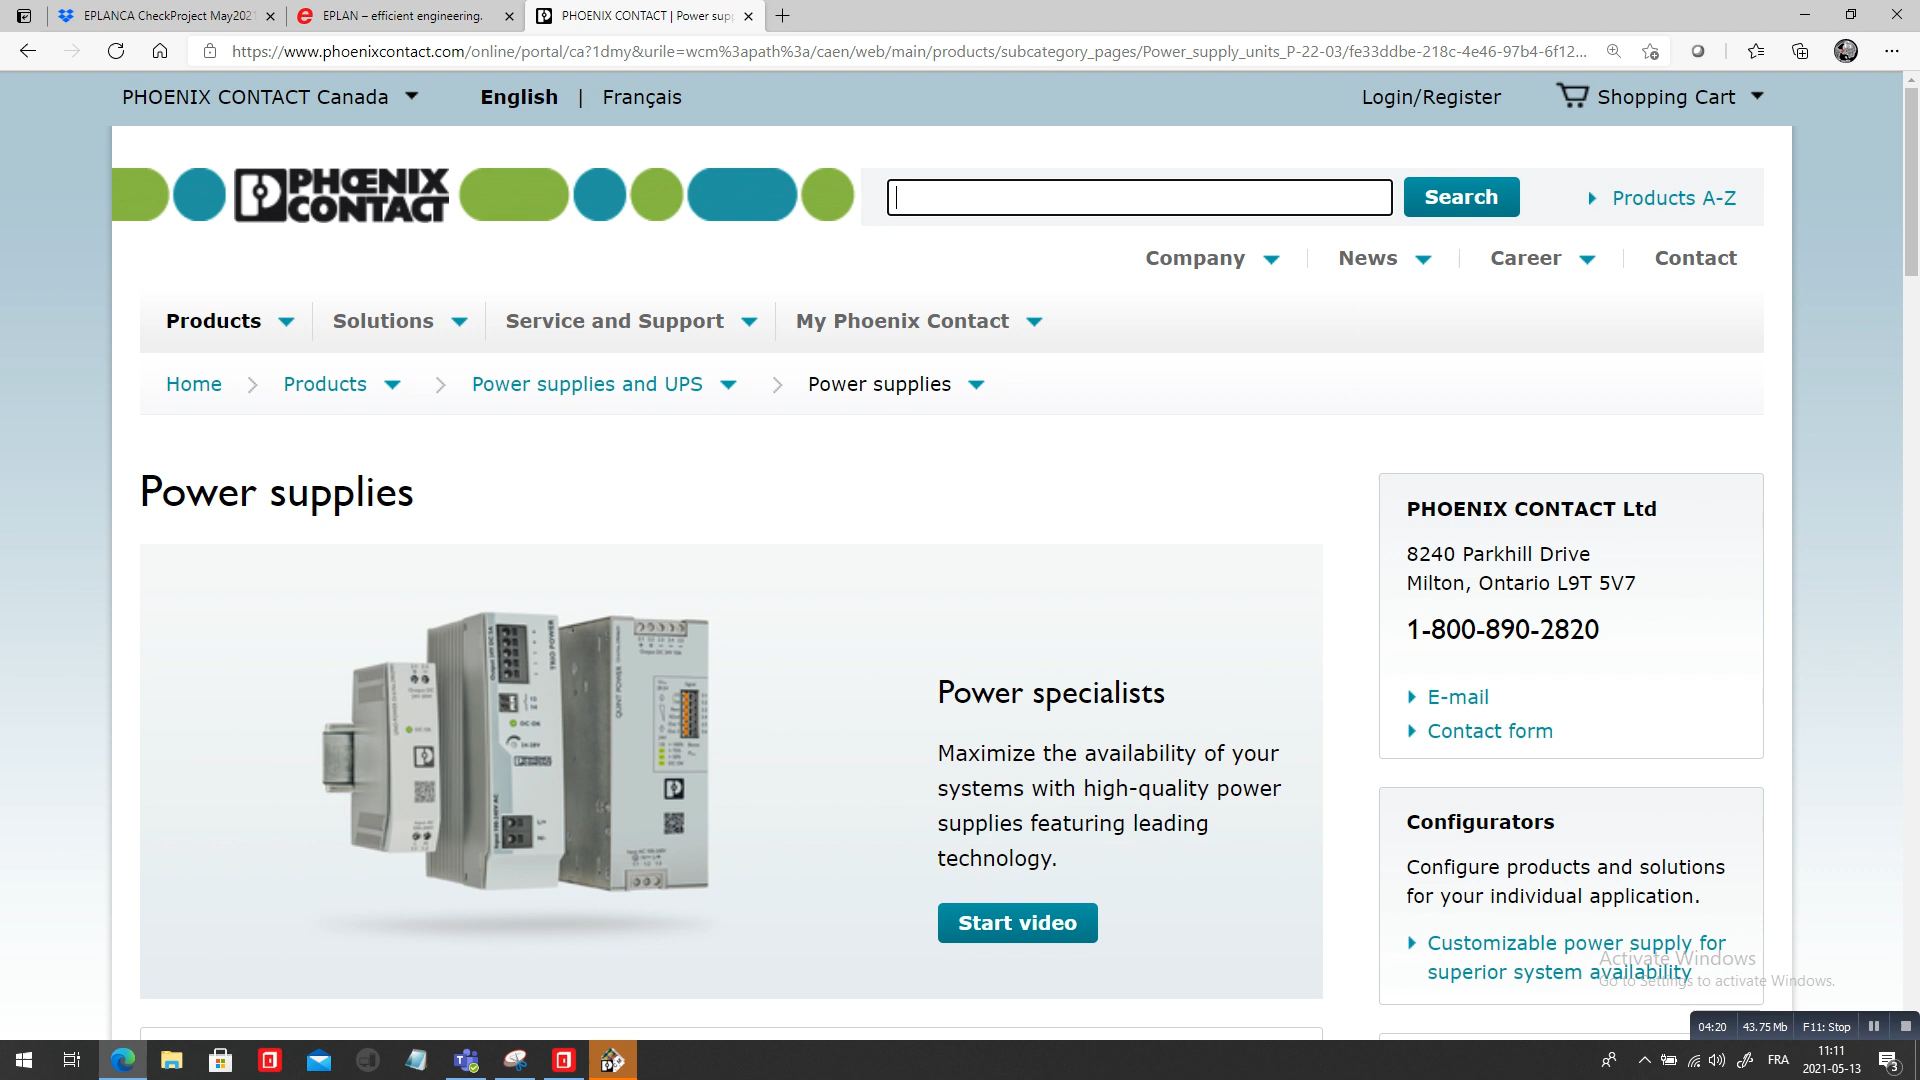 EPLANCA CheckProject May2021
EPLAN – efficient engineering.
PHOENIX CONTACT | Power sup
https://www.phoenixcontact.com/online/portal/ca?1dmy&urile=wcm%3apath%3a/caen/web/main/products/subcategory_pages/Power_supply_units_P-22-03/fe33ddbe-218c-4e46-97b4-6f12...
PHOENIX CONTACT Canada
English | Français
Login/Register
Shopping Cart
PHOENIX CONTACT
Search
Products A-Z
Company
News
Career
Contact
Products
Solutions
Service and Support
My Phoenix Contact
Home
Products
Power supplies and UPS
Power supplies
Power supplies
Power specialists
Maximize the availability of your
systems with high-quality power
supplies featuring leading
technology.
Start video
PHOENIX CONTACT Ltd
8240 Parkhill Drive
Milton, Ontario L9T 5V7
1-800-890-2820
E-mail
Contact form
Configurators
Configure products and solutions
for your individual application.
Customizable power supply for
superior system availability
Activate Windows
Go to Settings to activate Windows.
04:20
43.75 Mb
F11: Stop
FRA
11:11
2021-05-13
3